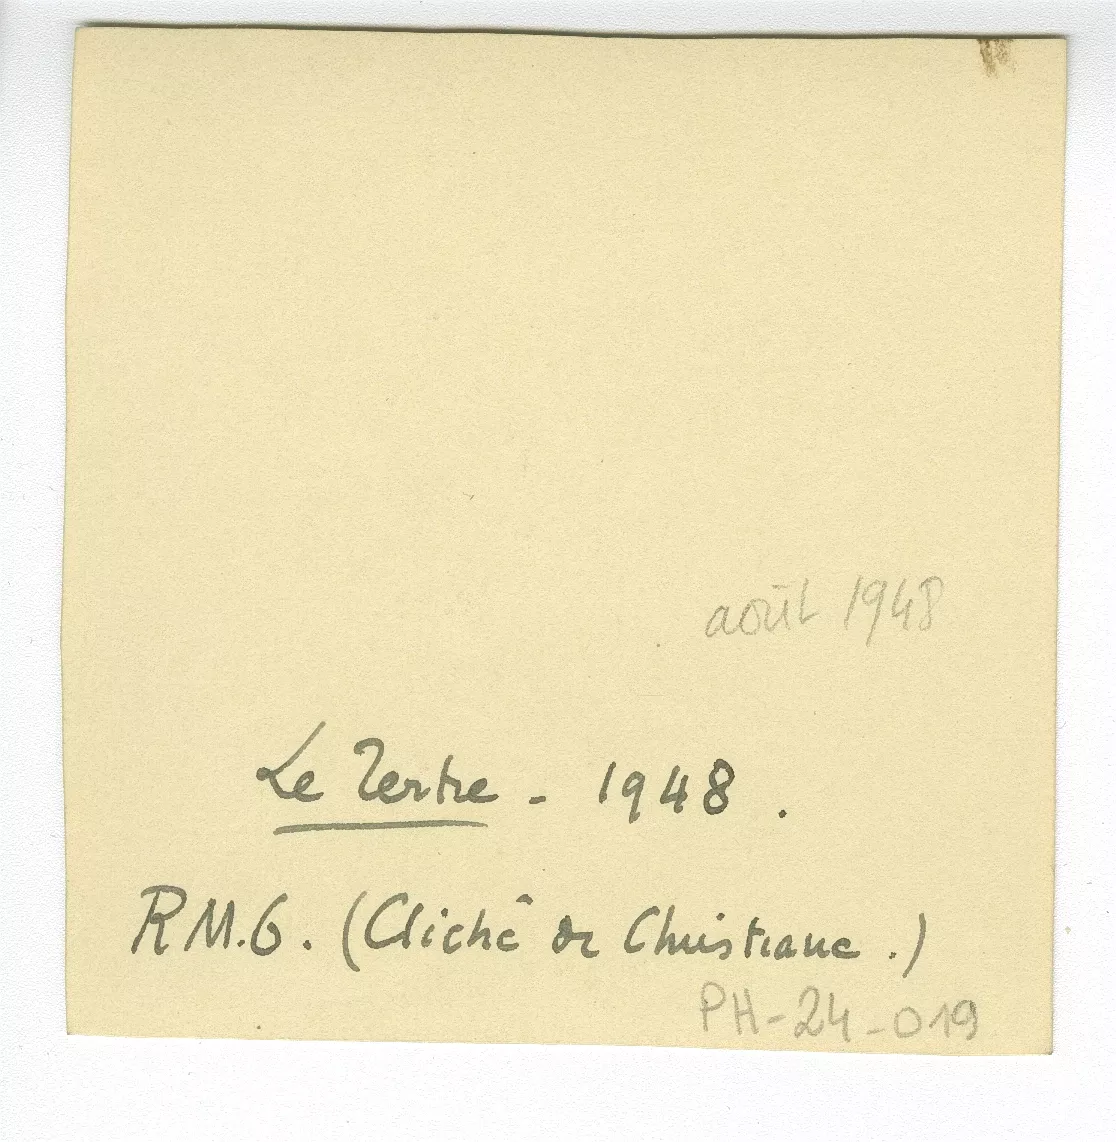 août 1948
Le Tertre - 1948.
R.M.G. (Cliché de Christiane.)
PH-24-019